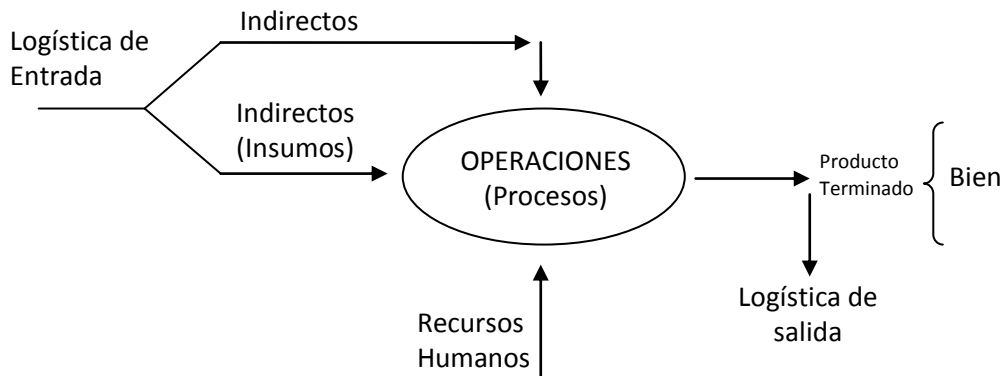 Indirectos
Logística de
Entrada
Indirectos
(Insumos)
OPERACIONES
(Procesos)
Producto
Terminado
Bien
Logística de
salida
Recursos
Humanos